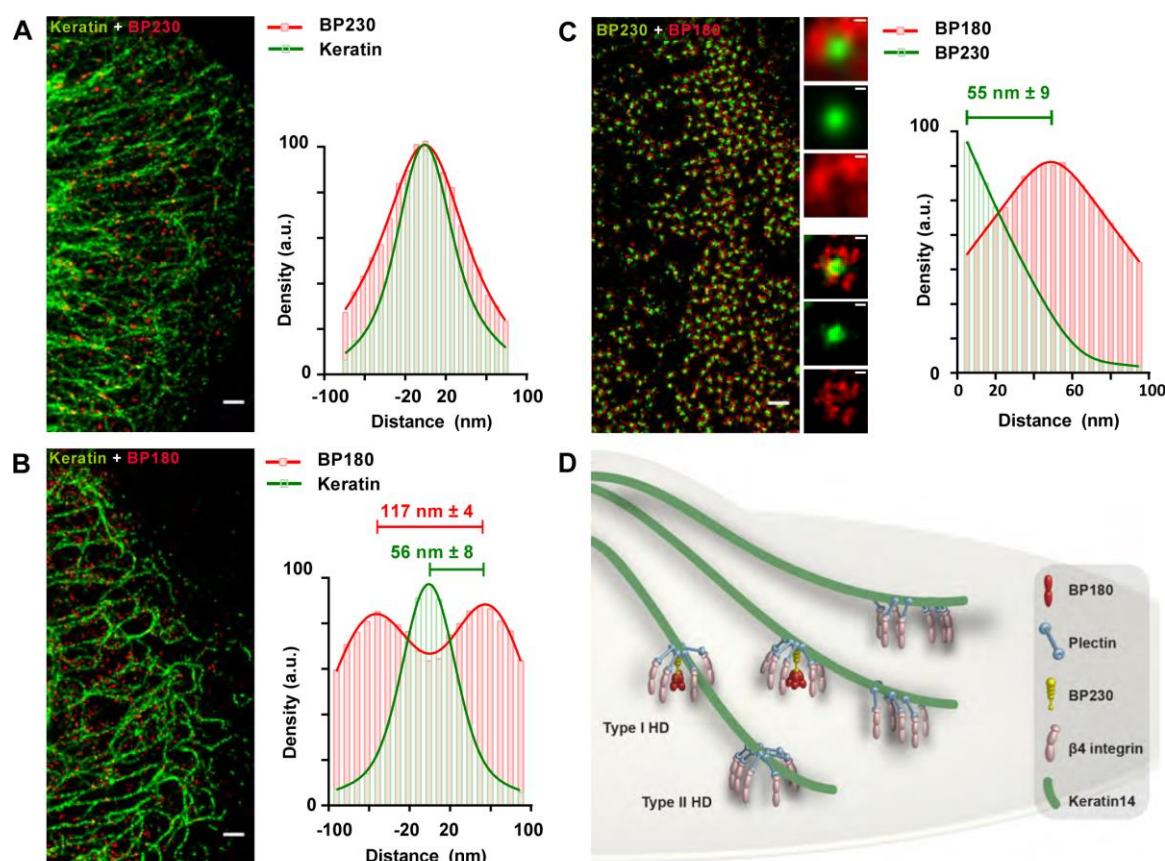 A
Keratin + BP230
BP230
Keratin
100
Density (a.u.)
0
-100
-20
20
100
Distance (nm)
B
Keratin + BP180
BP180
Keratin
117 nm ± 4
56 nm ± 8
100
Density (a.u.)
0
-100
-20
20
100
Distance (nm)
C
BP230 + BP180
BP180
BP230
55 nm ± 9
100
Density (a.u.)
0
0
20
60
100
Distance (nm)
D
Type I HD
Type II HD
BP180
Plectin
BP230
β4 integrin
Keratin14